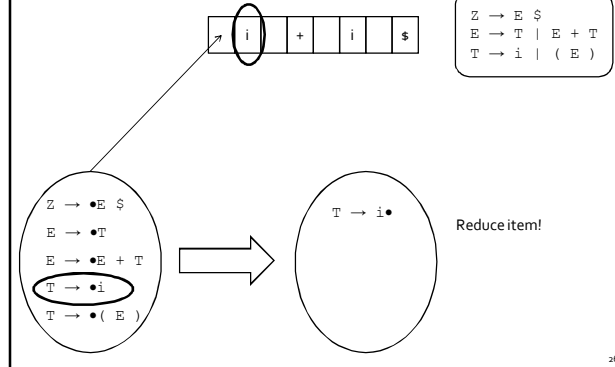 i + i $
Z → E $
E → T | E + T
T → i | ( E )
Z → •E $
E → •T
E → •E + T
T → •i
T → •( E )
T → i•
Reduce item!